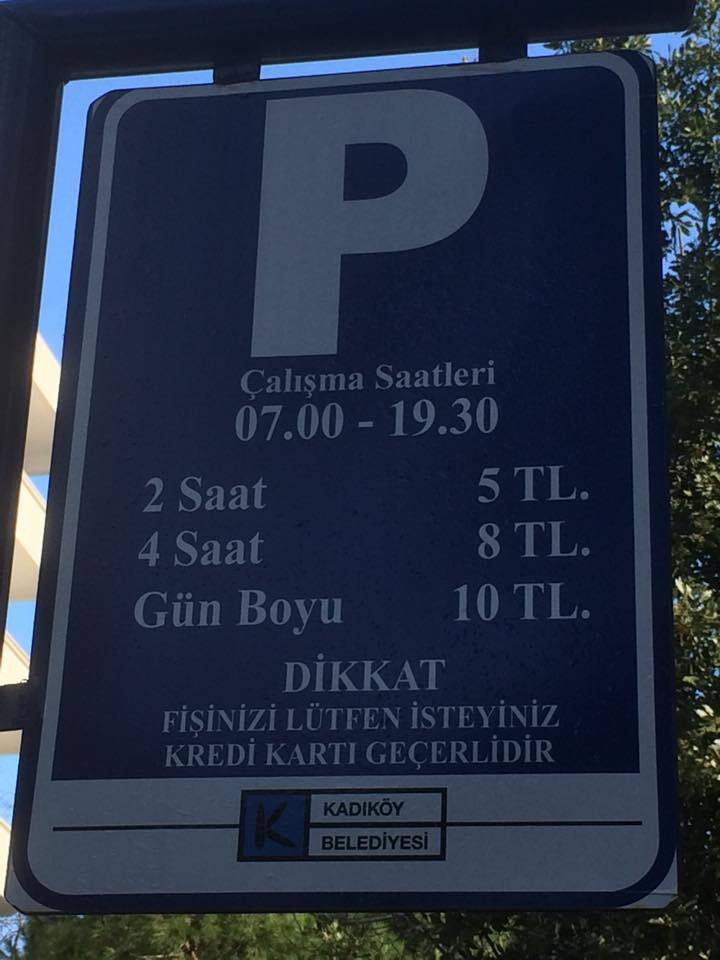 P
Çalışma Saatleri
07.00 - 19.30
2 Saat 5 TL.
4 Saat 8 TL.
Gün Boyu 10 TL.
DİKKAT
FİŞİNİZİ LÜTFEN İSTEYİNİZ
KREDİ KARTI GEÇERLİDİR
K
KADIKÖY
BELEDİYESİ